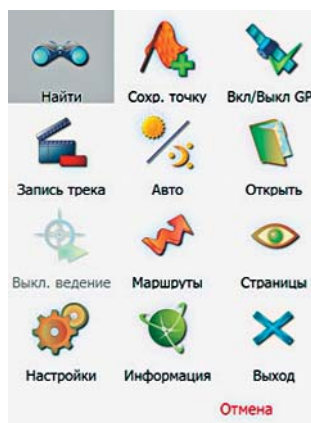 Найти Сохр. точку Вкл/Выкл GP
Запись трека Авто Открыть
Выкл. ведение Маршруты Страницы
Настройки Информация Выход
Отмена